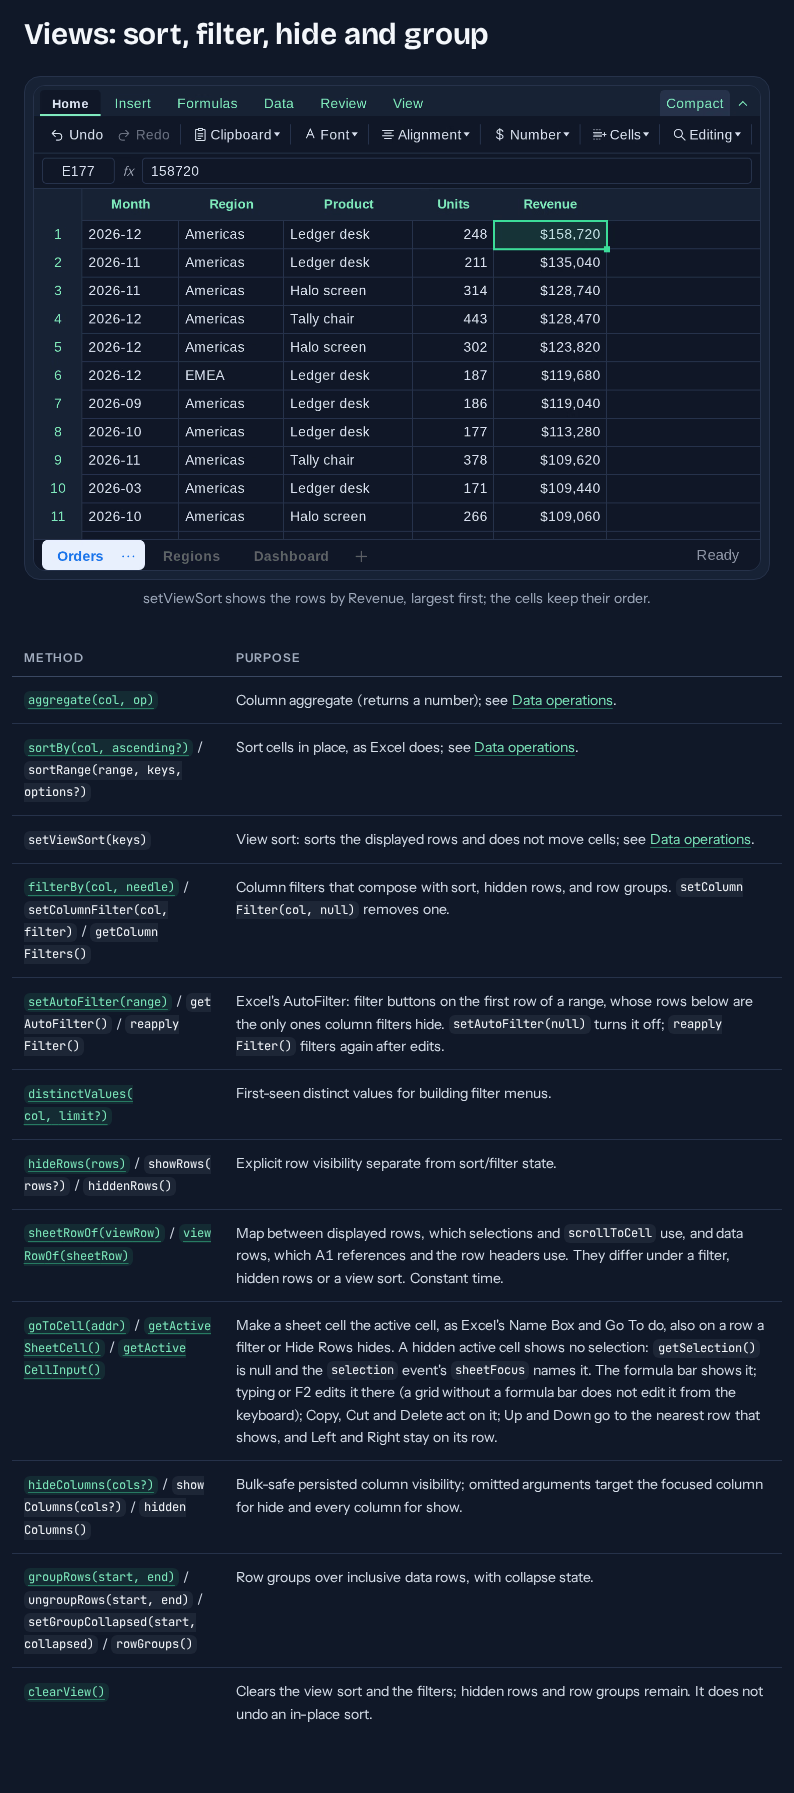 Views: sort, filter, hide and group
Home Insert Formulas Data Review View Compact
Undo Redo Clipboard Font Alignment $ Number Cells Editing
E177 fx 158720
Month Region Product Units Revenue
1 2026-12 Americas Ledger desk 248 $158,720
2 2026-11 Americas Ledger desk 211 $135,040
3 2026-11 Americas Halo screen 314 $128,740
4 2026-12 Americas Tally chair 443 $128,470
5 2026-12 Americas Halo screen 302 $123,820
6 2026-12 EMEA Ledger desk 187 $119,680
7 2026-09 Americas Ledger desk 186 $119,040
8 2026-10 Americas Ledger desk 177 $113,280
9 2026-11 Americas Tally chair 378 $109,620
10 2026-03 Americas Ledger desk 171 $109,440
11 2026-10 Americas Halo screen 266 $109,060
Orders ··· Regions Dashboard + Ready
setViewSort shows the rows by Revenue, largest first; the cells keep their order.
METHOD PURPOSE
aggregate(col, op) Column aggregate (returns a number); see Data operations.
sortBy(col, ascending?) / Sort cells in place, as Excel does; see Data operations.
sortRange(range, keys,
options?)
setViewSort(keys) View sort: sorts the displayed rows and does not move cells; see Data operations.
filterBy(col, needle) / Column filters that compose with sort, hidden rows, and row groups. setColumn
setColumnFilter(col, Filter(col, null) removes one.
filter) / getColumn
Filters()
setAutoFilter(range) / get Excel's AutoFilter: filter buttons on the first row of a range, whose rows below are
AutoFilter() / reapply the only ones column filters hide. setAutoFilter(null) turns it off; reapply
Filter() Filter() filters again after edits.
distinctValues( First-seen distinct values for building filter menus.
col, limit?)
hideRows(rows) / showRows( Explicit row visibility separate from sort/filter state.
rows?) / hiddenRows()
sheetRowOf(viewRow) / view Map between displayed rows, which selections and scrollToCell use, and data
RowOf(sheetRow) rows, which A1 references and the row headers use. They differ under a filter,
hidden rows or a view sort. Constant time.
goToCell(addr) / getActive Make a sheet cell the active cell, as Excel's Name Box and Go To do, also on a row a
SheetCell() / getActive filter or Hide Rows hides. A hidden active cell shows no selection: getSelection()
CellInput() is null and the selection event's sheetFocus names it. The formula bar shows it;
typing or F2 edits it there (a grid without a formula bar does not edit it from the
keyboard); Copy, Cut and Delete act on it; Up and Down go to the nearest row that
shows, and Left and Right stay on its row.
hideColumns(cols?) / show Bulk-safe persisted column visibility; omitted arguments target the focused column
Columns(cols?) / hidden for hide and every column for show.
Columns()
groupRows(start, end) / Row groups over inclusive data rows, with collapse state.
ungroupRows(start, end) /
setGroupCollapsed(start,
collapsed) / rowGroups()
clearView() Clears the view sort and the filters; hidden rows and row groups remain. It does not
undo an in-place sort.